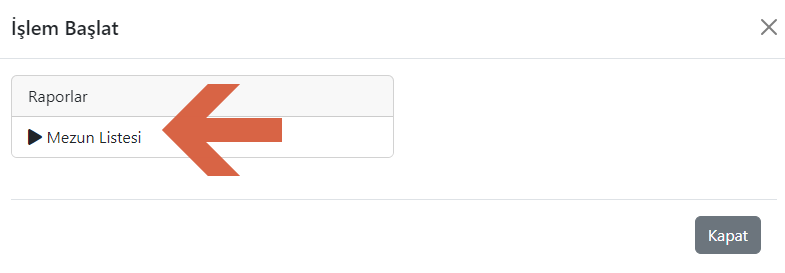 İşlem Başlat
Raporlar
Mezun Listesi
Kapat